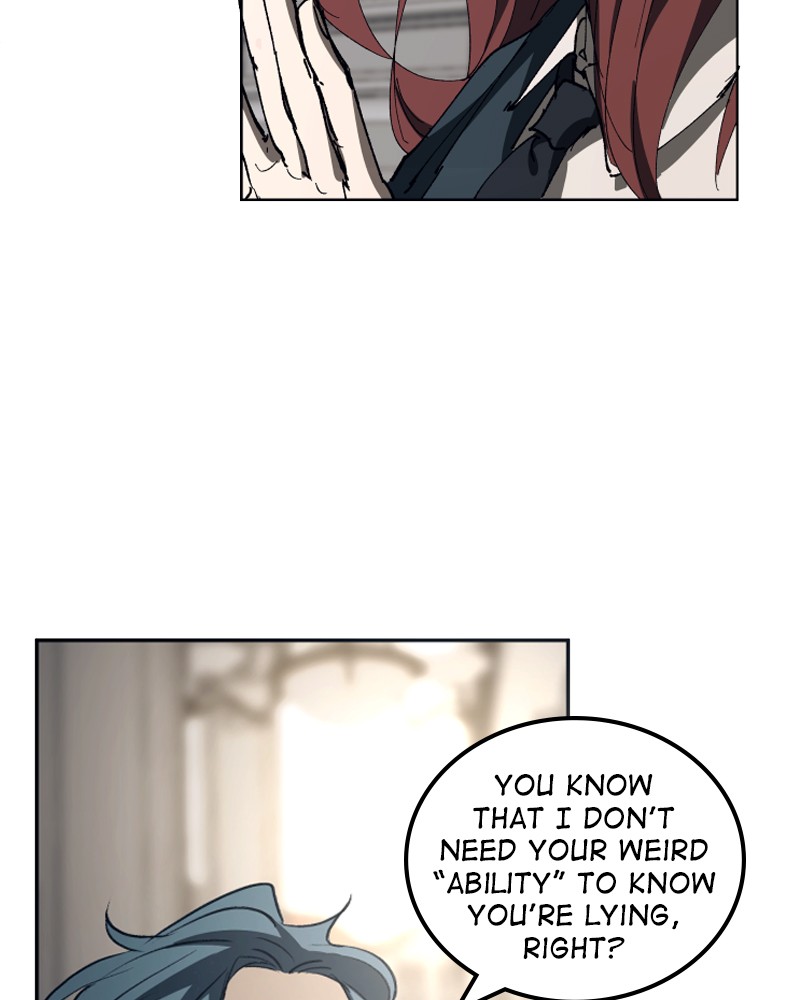 YOU KNOW
THAT I DON'T
NEED YOUR WEIRD
"ABILITY" TO KNOW
YOU'RE LYING,
RIGHT?